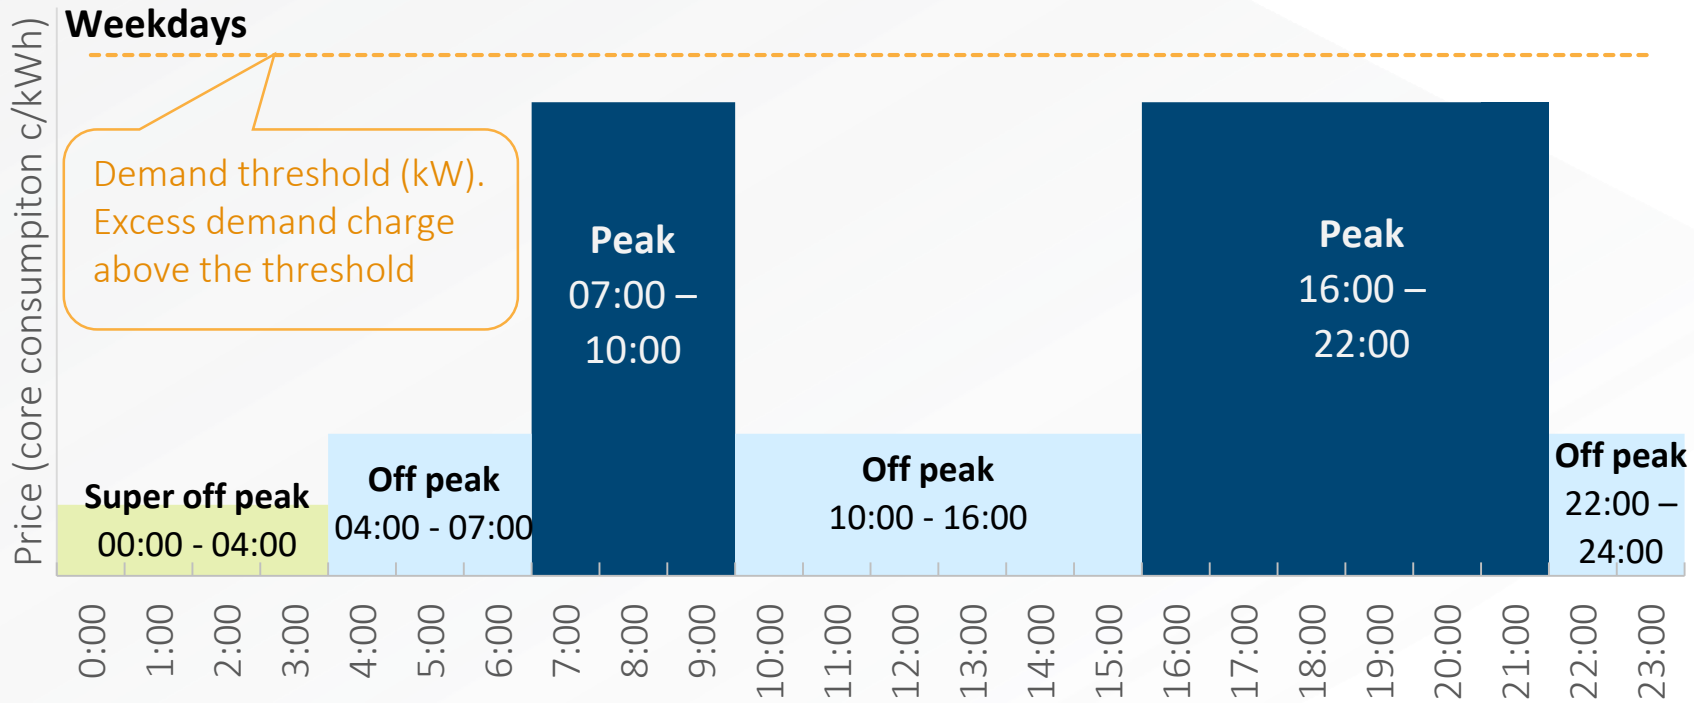 Weekdays
Price (core consumpiton c/kWh)
Demand threshold (kW).
Excess demand charge
above the threshold
Peak
07:00 –
10:00
Peak
16:00 –
22:00
Super off peak
00:00 - 04:00
Off peak
04:00 - 07:00
Off peak
10:00 - 16:00
Off peak
22:00 –
24:00
0:00
1:00
2:00
3:00
4:00
5:00
6:00
7:00
8:00
9:00
10:00
11:00
12:00
13:00
14:00
15:00
16:00
17:00
18:00
19:00
20:00
21:00
22:00
23:00